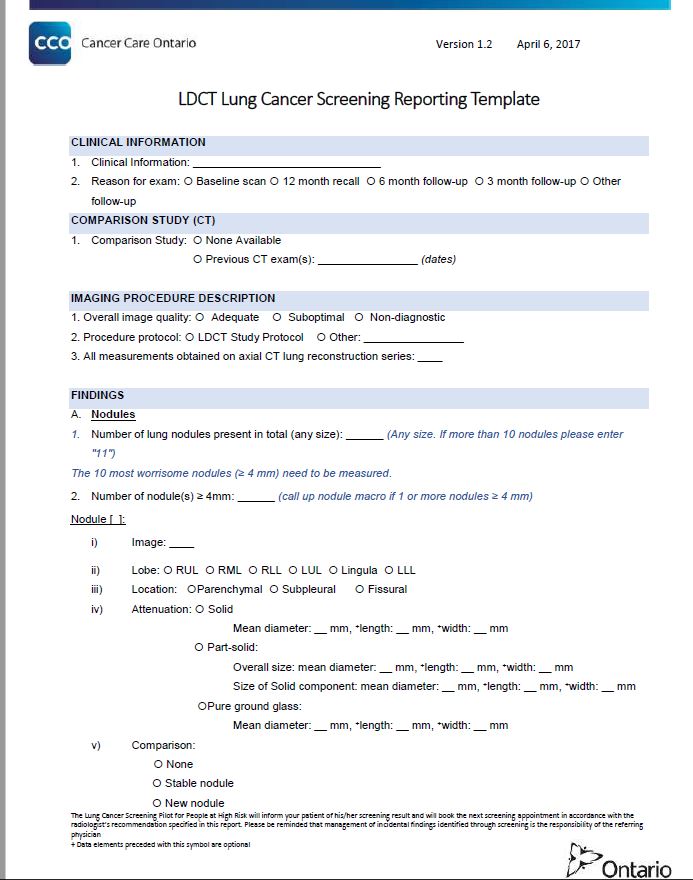 CCO Cancer Care Ontario
Version 1.2 April 6, 2017
LDCT Lung Cancer Screening Reporting Template
CLINICAL INFORMATION
1. Clinical Information: ______________________________
2. Reason for exam: O Baseline scan O 12 month recall O 6 month follow-up O 3 month follow-up O Other
follow-up
COMPARISON STUDY (CT)
1. Comparison Study: O None Available
O Previous CT exam(s): ________________ (dates)
IMAGING PROCEDURE DESCRIPTION
1. Overall image quality: O Adequate O Suboptimal O Non-diagnostic
2. Procedure protocol: O LDCT Study Protocol O Other: ________________
3. All measurements obtained on axial CT lung reconstruction series: ____
FINDINGS
A. Nodules
1. Number of lung nodules present in total (any size): ______ (Any size. If more than 10 nodules please enter
"11")
The 10 most worrisome nodules (≥ 4 mm) need to be measured.
2. Number of nodule(s) ≥ 4mm: ______ (call up nodule macro if 1 or more nodules ≥ 4 mm)
Nodule [ ]:
i) Image: ____
ii) Lobe: O RUL O RML O RLL O LUL O Lingula O LLL
iii) Location: OParenchymal O Subpleural O Fissural
iv) Attenuation: O Solid
Mean diameter: __ mm, +length: __ mm, +width: __ mm
O Part-solid:
Overall size: mean diameter: __ mm, +length: __ mm, +width: __ mm
Size of Solid component: mean diameter: __ mm, +length: __ mm, +width: __ mm
OPure ground glass:
Mean diameter: __ mm, +length: __ mm, +width: __ mm
v) Comparison:
O None
O Stable nodule
O New nodule
The Lung Cancer Screening Pilot for People at High Risk will inform your patient of his/her screening result and will book the next screening appointment in accordance with the
radiologist's recommendation specified in this report. Please be reminded that management of incidental findings identified through screening is the responsibility of the referring
physician
+ Data elements preceded with this symbol are optional
Ontario